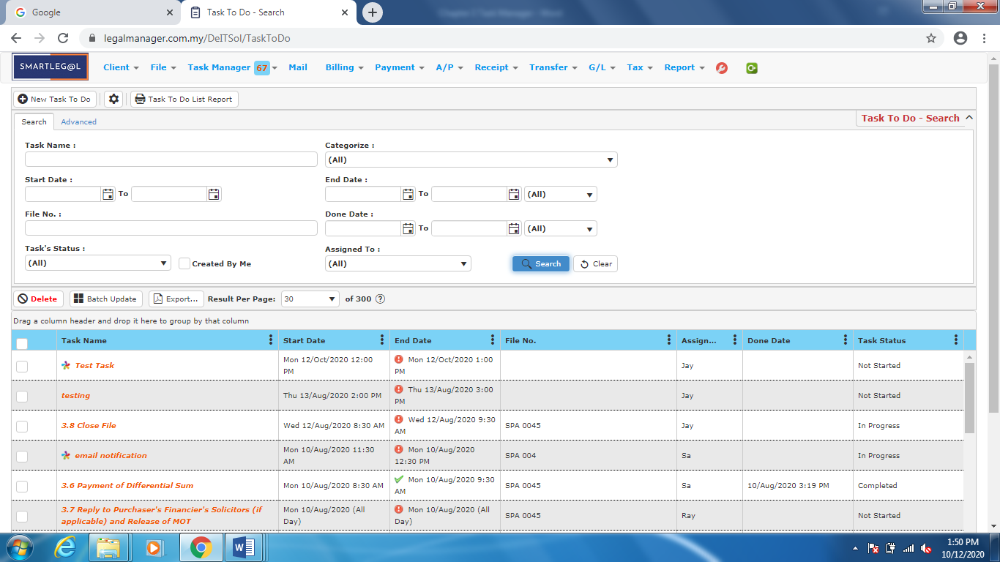 Google
Task To Do - Search
legalmanager.com.my/DeITSol/TaskToDo
SMARTLEG@L
Client File Task Manager 67 Mail Billing Payment A/P Receipt Transfer G/L Tax Report
New Task To Do Task To Do List Report
Search Advanced Task To Do - Search
Task Name : Categorize :
(All)
Start Date : End Date :
To To (All)
File No. : Done Date :
To (All)
Task's Status : Assigned To :
(All) Created By Me (All) Search Clear
Delete Batch Update Export... Result Per Page: 30 of 300 ?
Drag a column header and drop it here to group by that column
Task Name Start Date End Date File No. Assign... Done Date Task Status
Test Task Mon 12/Oct/2020 12:00 PM Mon 12/Oct/2020 1:00 PM Jay Not Started
testing Thu 13/Aug/2020 2:00 PM Thu 13/Aug/2020 3:00 PM Jay Not Started
3.8 Close File Wed 12/Aug/2020 8:30 AM Wed 12/Aug/2020 9:30 AM SPA 0045 Jay In Progress
email notification Mon 10/Aug/2020 11:30 AM Mon 10/Aug/2020 12:30 PM SPA 004 Sa In Progress
3.6 Payment of Differential Sum Mon 10/Aug/2020 8:30 AM Mon 10/Aug/2020 9:30 AM SPA 0045 Sa 10/Aug/2020 3:19 PM Completed
3.7 Reply to Purchaser's Financier's Solicitors (if applicable) and Release of MOT Mon 10/Aug/2020 (All Day) Mon 10/Aug/2020 (All Day) SPA 0045 Ray Not Started
1:50 PM
10/12/2020